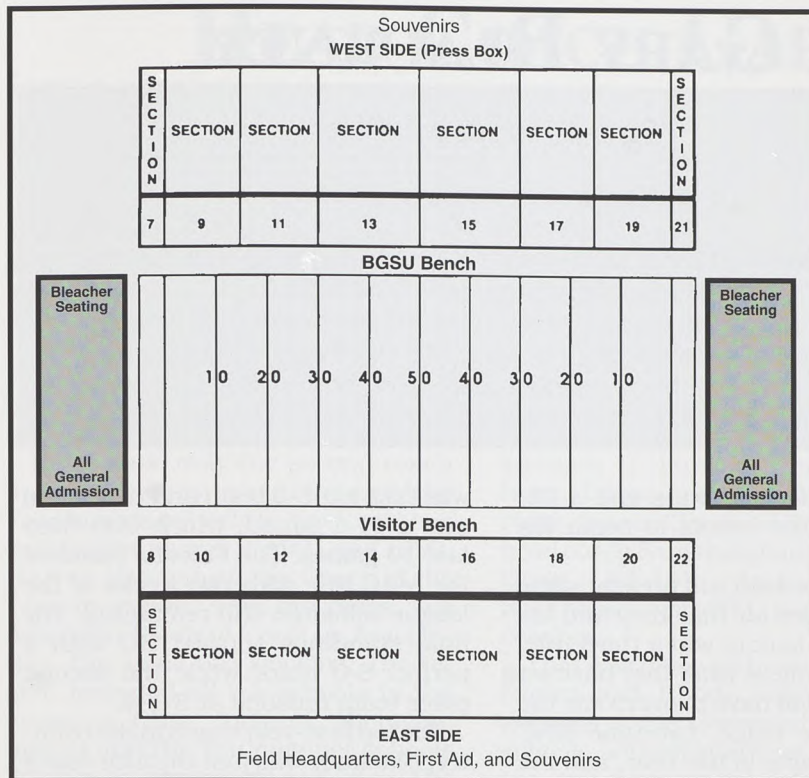 Souvenirs
WEST SIDE (Press Box)
SECTION SECTION SECTION SECTION SECTION SECTION SECTION SECTION
7 9 11 13 15 17 19 21
BGSU Bench
Bleacher
Seating
All
General
Admission
10 20 30 40 50 40 30 20 10
Bleacher
Seating
All
General
Admission
Visitor Bench
8 10 12 14 16 18 20 22
SECTION SECTION SECTION SECTION SECTION SECTION SECTION SECTION
EAST SIDE
Field Headquarters, First Aid, and Souvenirs